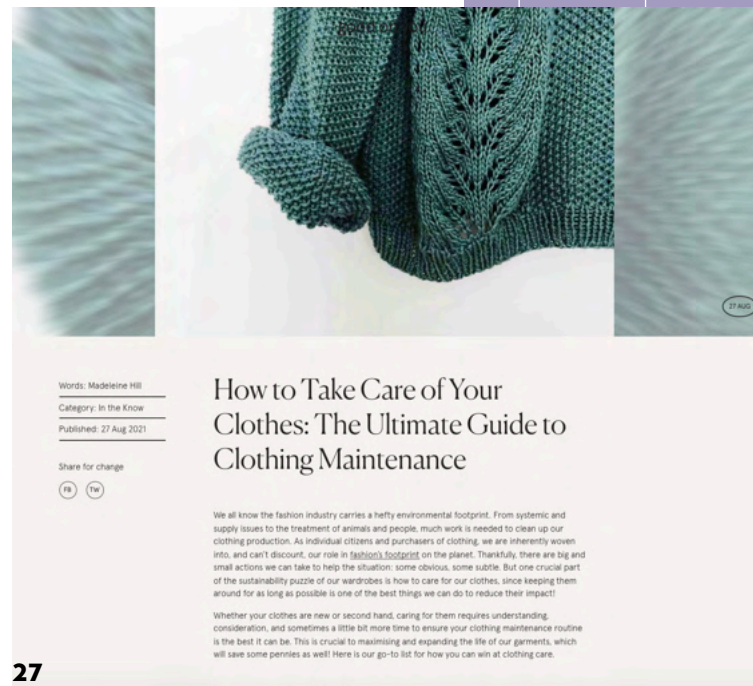 27 AUG
Words: Madeleine Hill
Category: In the Know
Published: 27 Aug 2021
Share for change
FB TW
How to Take Care of Your
Clothes: The Ultimate Guide to
Clothing Maintenance
We all know the fashion industry carries a hefty environmental footprint. From systemic and
supply issues to the treatment of animals and people, much work is needed to clean up our
clothing production. As individual citizens and purchasers of clothing, we are inherently woven
into, and can't discount, our role in fashion's footprint on the planet. Thankfully, there are big and
small actions we can take to help the situation: some obvious, some subtle. But one crucial part
of the sustainability puzzle of our wardrobes is how to care for our clothes, since keeping them
around for as long as possible is one of the best things we can do to reduce their impact!
Whether your clothes are new or second hand, caring for them requires understanding,
consideration, and sometimes a little bit more time to ensure your clothing maintenance routine
is the best it can be. This is crucial to maximising and expanding the life of our garments, which
will save some pennies as well! Here is our go-to list for how you can win at clothing care.
27